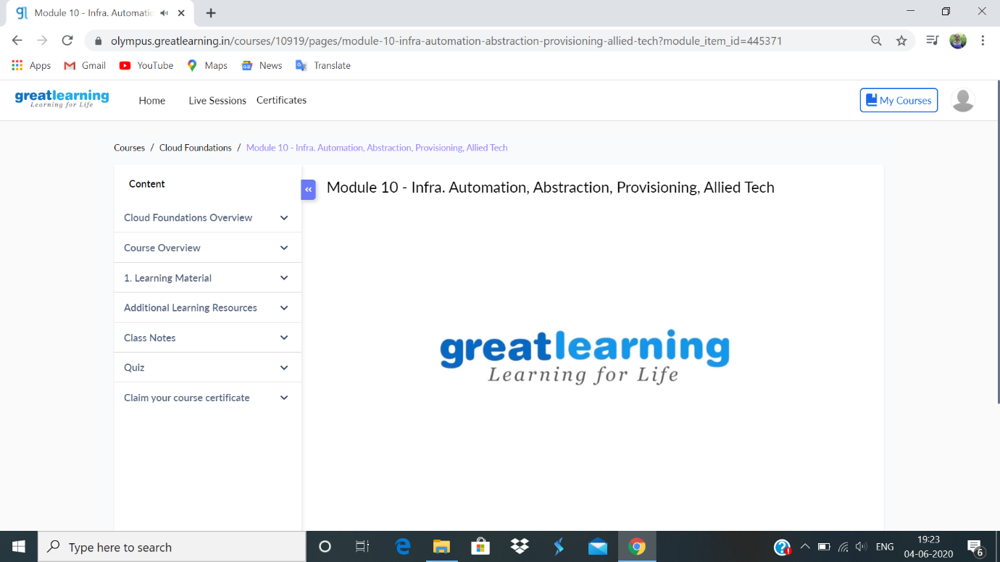 gl Module 10 - Infra. Automatic
olympus.greatlearning.in/courses/10919/pages/module-10-infra-automation-abstraction-provisioning-allied-tech?module_item_id=445371
Apps Gmail YouTube Maps News Translate
greatlearning Home Live Sessions Certificates My Courses
Learning for Life
Courses / Cloud Foundations / Module 10 - Infra. Automation, Abstraction, Provisioning, Allied Tech
Content
« Module 10 - Infra. Automation, Abstraction, Provisioning, Allied Tech
Cloud Foundations Overview
Course Overview
1. Learning Material
Additional Learning Resources
Class Notes
Quiz
Claim your course certificate
greatlearning
Learning for Life
Type here to search
ENG
19:23
04-06-2020
6